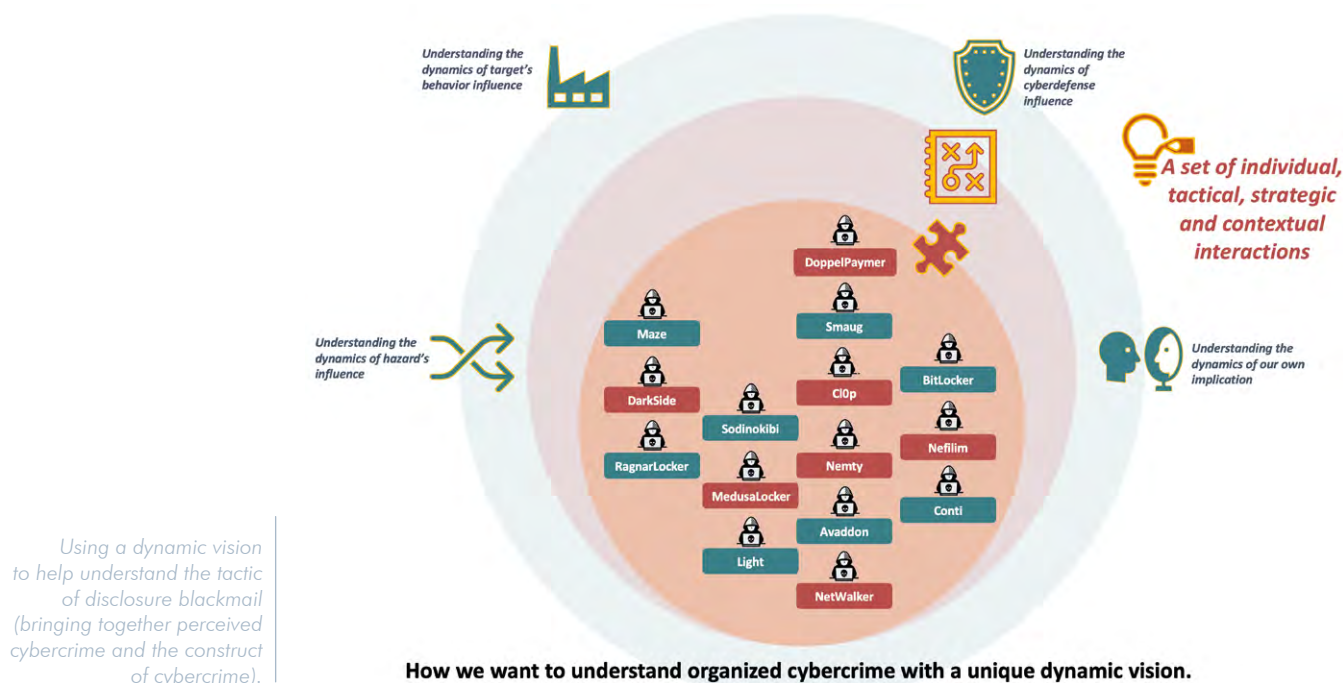 Understanding the
dynamics of target's
behavior influence
Understanding the
dynamics of
cyberdefense
influence
A set of individual,
tactical, strategic
and contextual
interactions
DoppelPaymer
Maze
Smaug
Understanding the
dynamics of hazard's
influence
BitLocker
Understanding the
dynamics of our own
implication
DarkSide
Cl0p
Sodinokibi
Nefilim
RagnarLocker
Nemty
MedusaLocker
Conti
Avaddon
Light
NetWalker
Using a dynamic vision
to help understand the tactic
of disclosure blackmail
(bringing together perceived
cybercrime and the construct
of cybercrime).
How we want to understand organized cybercrime with a unique dynamic vision.